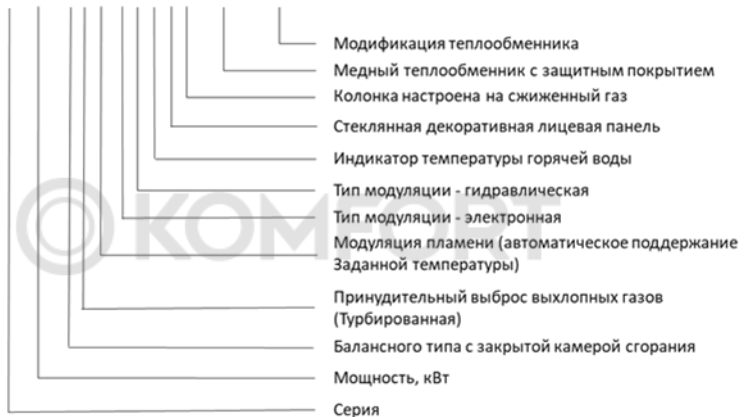 Модификация теплообменника
Медный теплообменник с защитным покрытием
Колонка настроена на сжиженный газ
Стеклянная декоративная лицевая панель
Индикатор температуры горячей воды
Тип модуляции - гидравлическая
Тип модуляции - электронная
Модуляция пламени (автоматическое поддержание
Заданной температуры)
Принудительный выброс выхлопных газов
(Турбированная)
Балансного типа с закрытой камерой сгорания
Мощность, кВт
Серия
KOMFORT